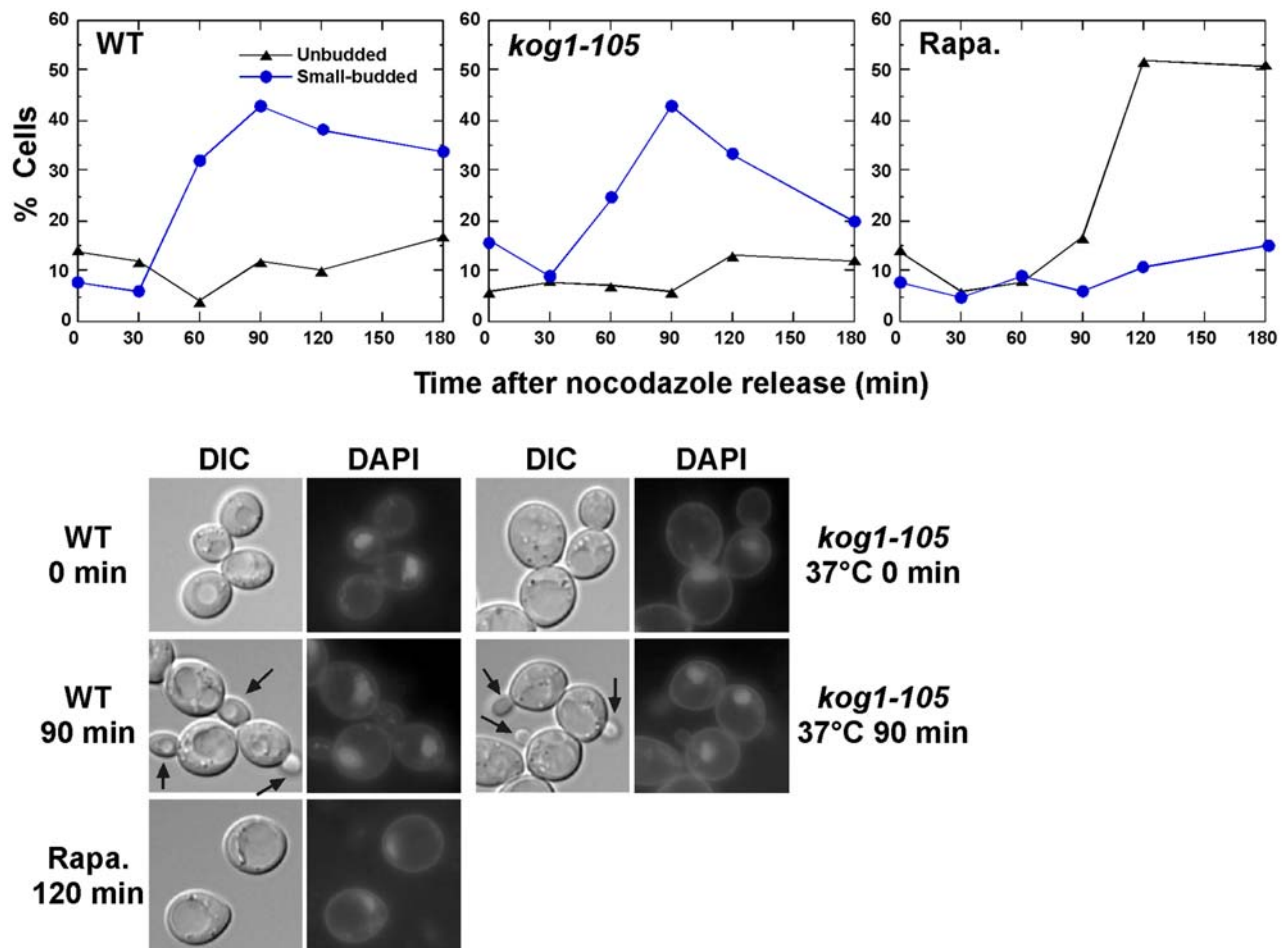 WT
Unbudded
Small-budded
kog1-105
Rapa.
% Cells
60
50
40
30
20
10
0
0 30 60 90 120 150 180
60
50
40
30
20
10
0
0 30 60 90 120 150 180
60
50
40
30
20
10
0
0 30 60 90 120 150 180
Time after nocodazole release (min)
DIC DAPI DIC DAPI
WT
0 min
kog1-105
37°C 0 min
WT
90 min
kog1-105
37°C 90 min
Rapa.
120 min